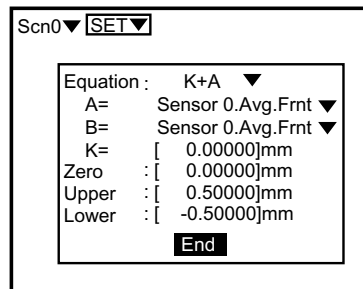 Scn0▼ SET▼
Equation : K+A ▼
A= Sensor 0.Avg.Frnt ▼
B= Sensor 0.Avg.Frnt ▼
K= [ 0.00000]mm
Zero : [ 0.00000]mm
Upper : [ 0.50000]mm
Lower : [ -0.50000]mm
End